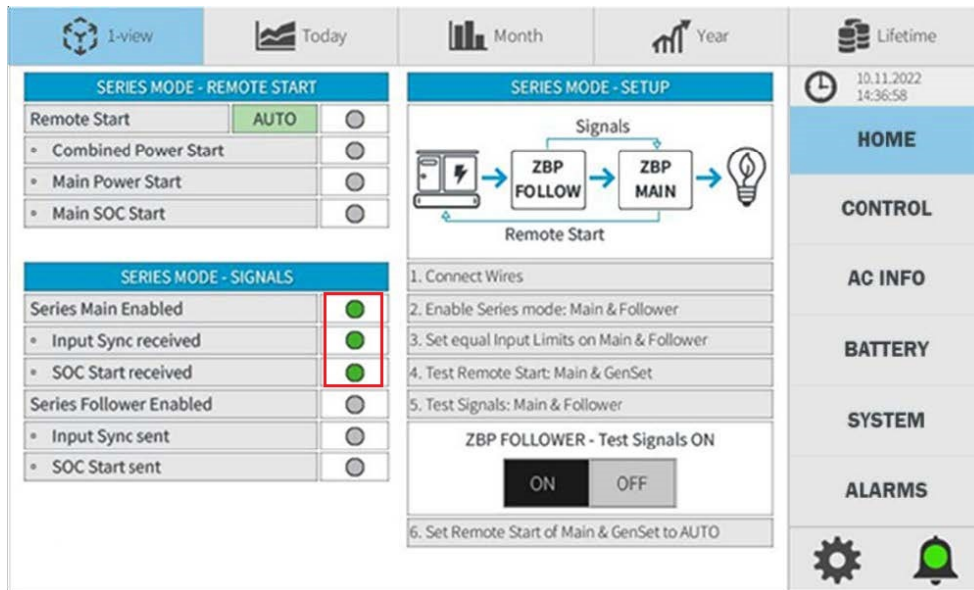 1-view
Today
Month
Year
Lifetime
SERIES MODE - REMOTE START
Remote Start AUTO
Combined Power Start
Main Power Start
Main SOC Start
SERIES MODE - SIGNALS
Series Main Enabled
Input Sync received
SOC Start received
Series Follower Enabled
Input Sync sent
SOC Start sent
SERIES MODE - SETUP
Signals
ZBP
FOLLOW
ZBP
MAIN
Remote Start
1. Connect Wires
2. Enable Series mode: Main & Follower
3. Set equal Input Limits on Main & Follower
4. Test Remote Start: Main & GenSet
5. Test Signals: Main & Follower
ZBP FOLLOWER - Test Signals ON
ON OFF
6. Set Remote Start of Main & GenSet to AUTO
10.11.2022
14:36:58
HOME
CONTROL
AC INFO
BATTERY
SYSTEM
ALARMS